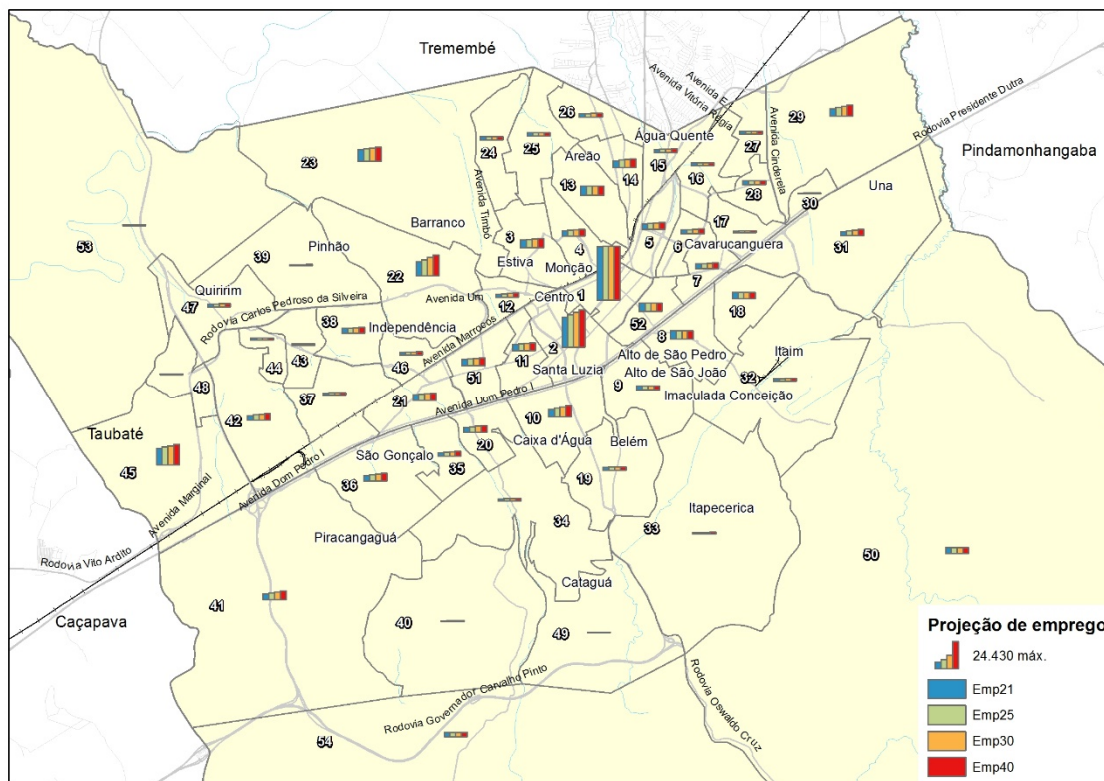 Tremembé
Avenida E
Avenida Vitória Régia
26
29
Rodovia Presidente Dutra
24
25
Água Quente
27
Avenida Cinderela
Pindamonhangaba
23
Areão
15
16
14
13
28
Una
Avenida Timbó
30
17
53
Barranco
3
4
5
6
Cavarucanguera
31
39
Pinhão
Estiva
Monção
7
22
Quiririm
47
Rodovia Carlos Pedroso da Silveira
Avenida Um
12
Centro
1
18
38
Independência
Avenida Marrocos
52
8
44
43
46
2
11
Alto de São Pedro
Itaim
48
51
Santa Luzia
Alto de São João
9
32
Imaculada Conceição
37
21
Avenida Dom Pedro I
42
10
Taubaté
20
Caixa d'Água
Belém
45
São Gonçalo
35
36
19
Avenida Marginal
Avenida Dom Pedro I
34
33
Itapecerica
Piracangaguá
50
Rodovia Vito Ardito
Cataguá
41
40
49
Caçapava
Rodovia Governador Carvalho Pinto
Rodovia Oswaldo Cruz
54
Projeção de emprego
24.430 máx.
Emp21
Emp25
Emp30
Emp40